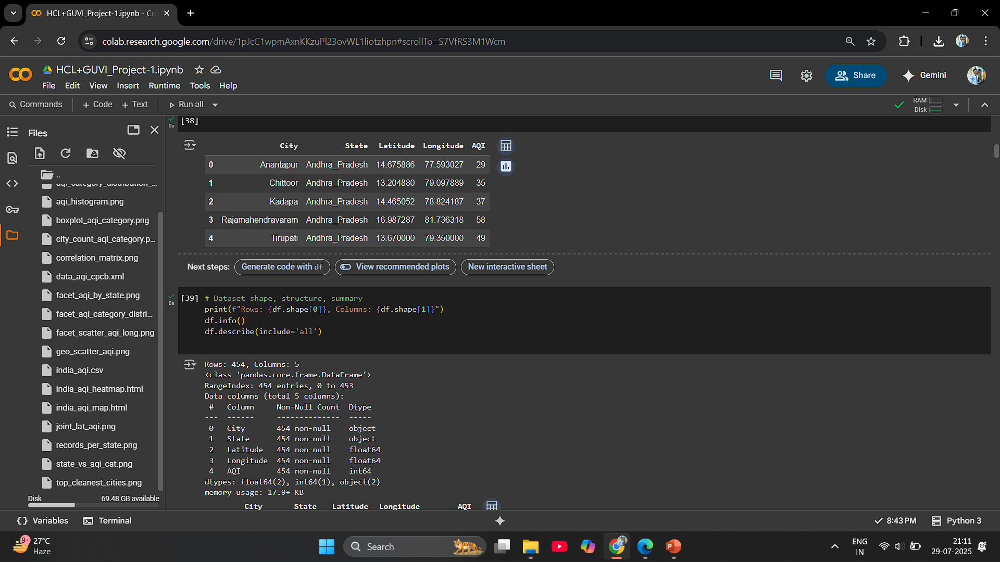 HCL+GUVI_Project-1.ipynb - Co
colab.research.google.com/drive/1pJcC1wpmAxnKKzuPl23ovWL1liotzhpn#scrollTo=S7VfRS3M1Wcm
HCL+GUVI_Project-1.ipynb
File Edit View Insert Runtime Tools Help
Share
Gemini
Commands + Code + Text Run all
RAM
Disk
Files
..
aqi_histogram.png
boxplot_aqi_category.png
city_count_aqi_category.p...
correlation_matrix.png
data_aqi_cpcb.xml
facet_aqi_by_state.png
facet_aqi_category_distri...
facet_scatter_aqi_long.png
geo_scatter_aqi.png
india_aqi.csv
india_aqi_heatmap.html
india_aqi_map.html
joint_lat_aqi.png
records_per_state.png
state_vs_aqi_cat.png
top_cleanest_cities.png
Disk 69.48 GB available
0s [38]
City State Latitude Longitude AQI
0 Anantapur Andhra_Pradesh 14.675886 77.593027 29
1 Chittoor Andhra_Pradesh 13.204880 79.097889 35
2 Kadapa Andhra_Pradesh 14.465052 78.824187 37
3 Rajamahendravaram Andhra_Pradesh 16.987287 81.736318 58
4 Tirupati Andhra_Pradesh 13.670000 79.350000 49
Next steps: Generate code with df View recommended plots New interactive sheet
0s [39] # Dataset shape, structure, summary
print(f"Rows: {df.shape[0]}, Columns: {df.shape[1]}")
df.info()
df.describe(include='all')
Rows: 454, Columns: 5
<class 'pandas.core.frame.DataFrame'>
RangeIndex: 454 entries, 0 to 453
Data columns (total 5 columns):
# Column Non-Null Count Dtype
--- ------ -------------- -----
0 City 454 non-null object
1 State 454 non-null object
2 Latitude 454 non-null float64
3 Longitude 454 non-null float64
4 AQI 454 non-null int64
dtypes: float64(2), int64(1), object(2)
memory usage: 17.9+ KB
City State Latitude Longitude AQI
Variables Terminal
8:43 PM Python 3
9+ 27°C
Haze
Search
ENG
IN
21:11
29-07-2025